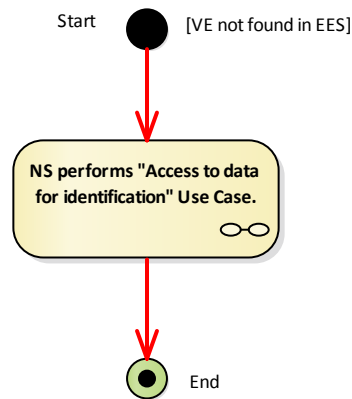 Start
[VE not found in EES]
NS performs "Access to data
for identification" Use Case.
End